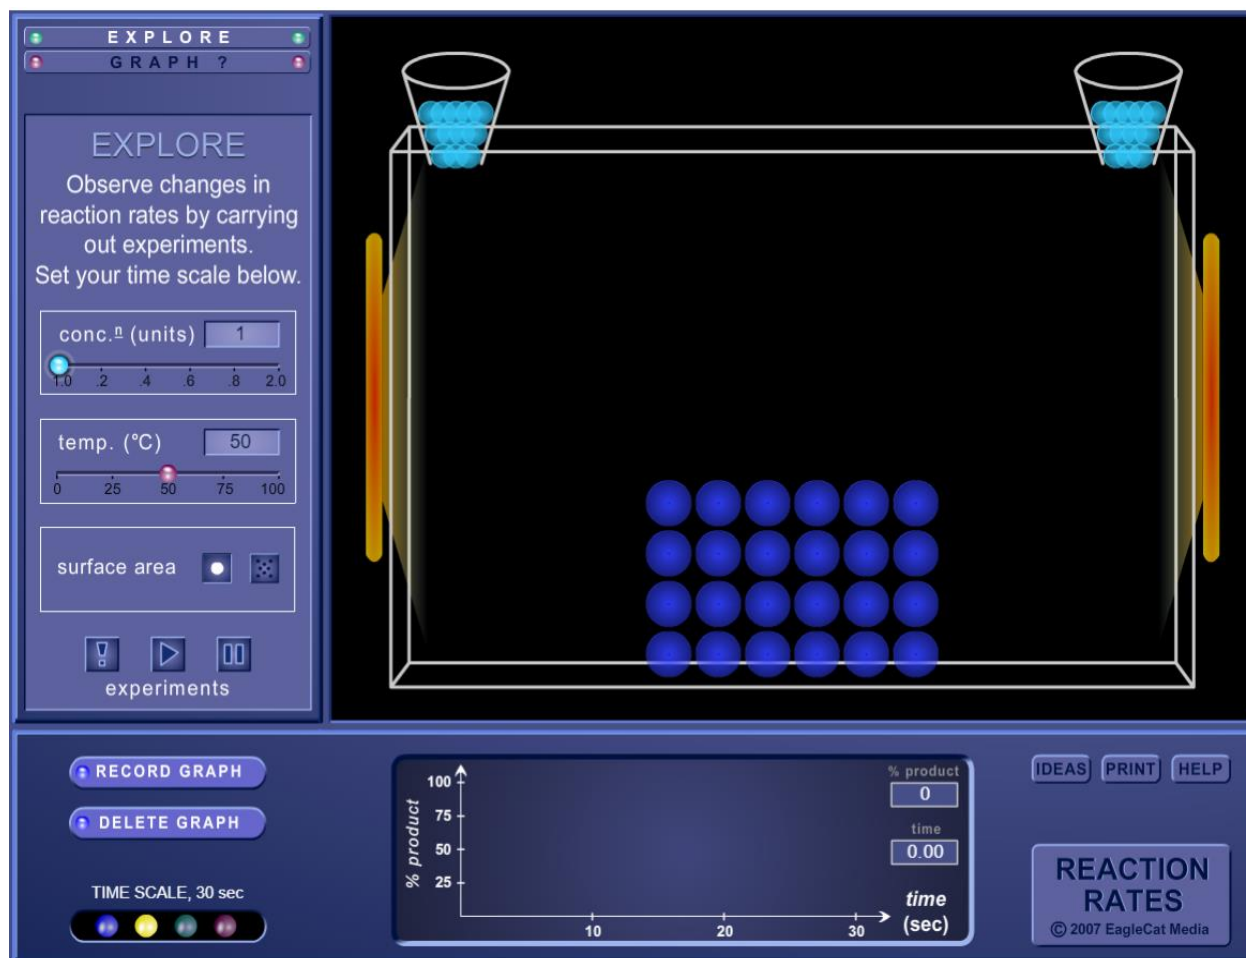 EXPLORE
GRAPH ?
EXPLORE
Observe changes in
reaction rates by carrying
out experiments.
Set your time scale below.
conc.n (units) 1
1.0 .2 .4 .6 .8 2.0
temp. (°C) 50
0 25 50 75 100
surface area
experiments
RECORD GRAPH
DELETE GRAPH
TIME SCALE, 30 sec
% product
100
75
50
25
10 20 30
% product
0
time
0.00
time
(sec)
IDEAS PRINT HELP
REACTION
RATES
© 2007 EagleCat Media